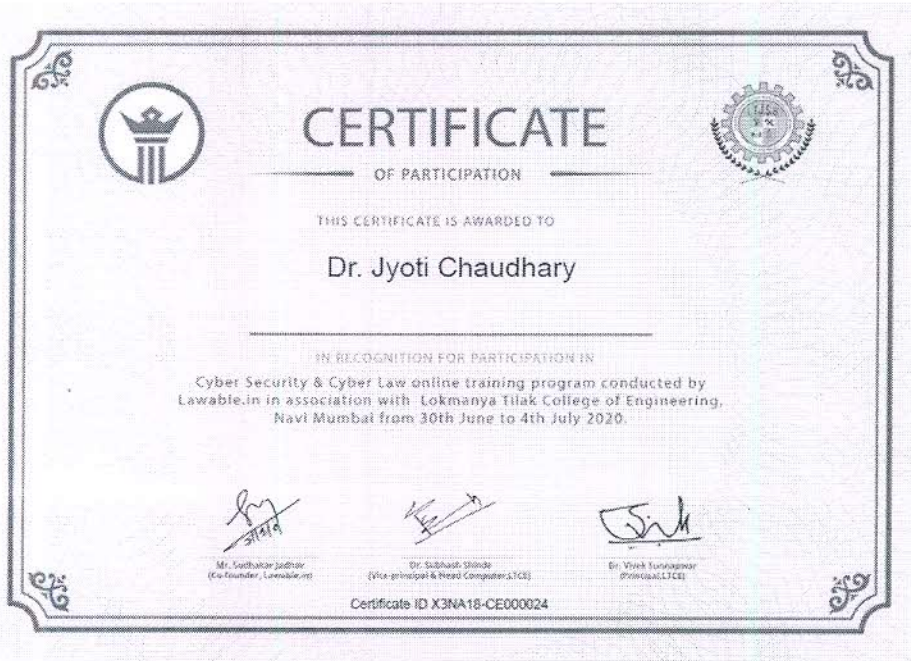 CERTIFICATE
OF PARTICIPATION
THIS CERTIFICATE IS AWARDED TO
Dr. Jyoti Chaudhary
IN RECOGNITION FOR PARTICIPATION IN
Cyber Security & Cyber Law online training program conducted by
Lawable.in in association with Lokmanya Tilak College of Engineering,
Navi Mumbai from 30th June to 4th July 2020.
Mr. Sudhakar Jadhav
(Co-founder, Lawable.in)
Dr. Subhash Shinde
(Vice-principal & Head Computer,LTCE)
Dr. Vivek Sunnapwar
(Principal,LTCE)
Certificate ID X3NA18-CE000024